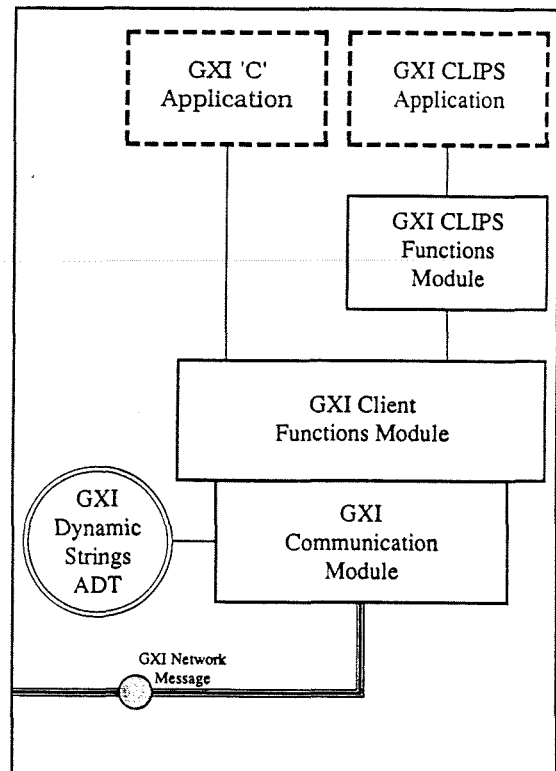 GXI 'C'
Application
GXI CLIPS
Application
GXI CLIPS
Functions
Module
GXI Client
Functions Module
GXI
Dynamic
Strings
ADT
GXI
Communication
Module
GXI Network
Message